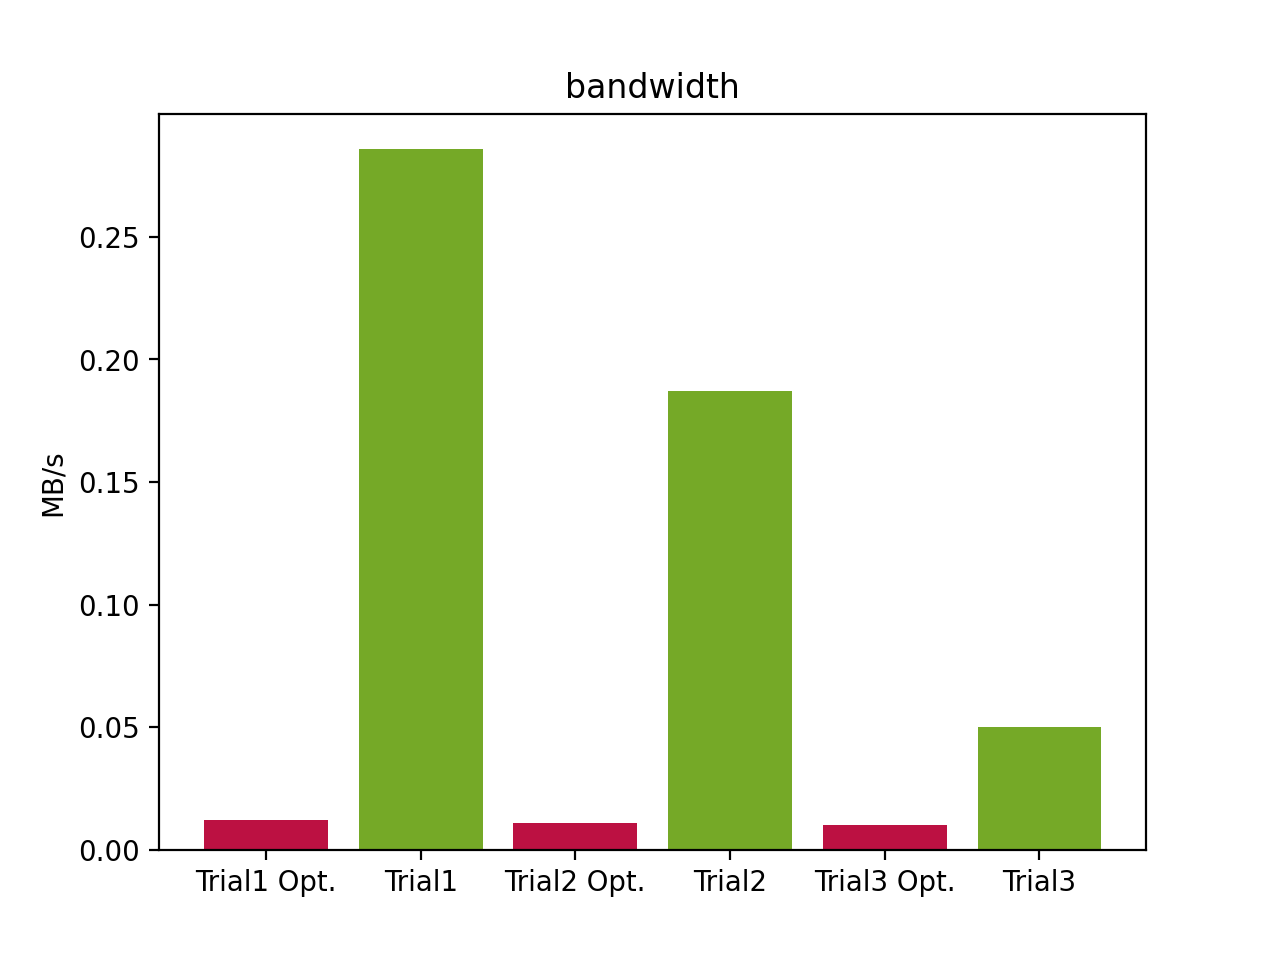 bandwidth
MB/s
0.25
0.20
0.15
0.10
0.05
0.00
Trial1 Opt.
Trial1
Trial2 Opt.
Trial2
Trial3 Opt.
Trial3